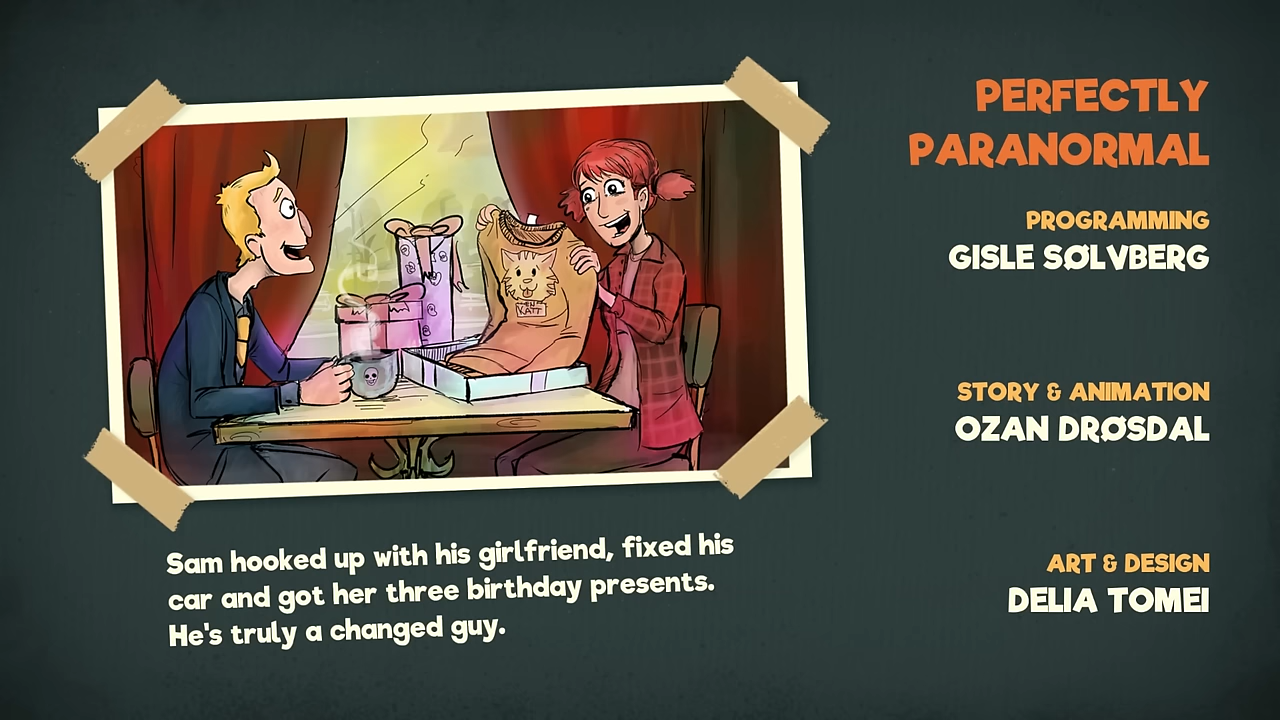 PERFECTLY
PARANORMAL
PROGRAMMING
GISLE SØLVBERG
STORY & ANIMATION
OZAN DRØSDAL
ART & DESIGN
DELIA TOMEI
KATT
Sam hooked up with his girlfriend, fixed his
car and got her three birthday presents.
He's truly a changed guy.